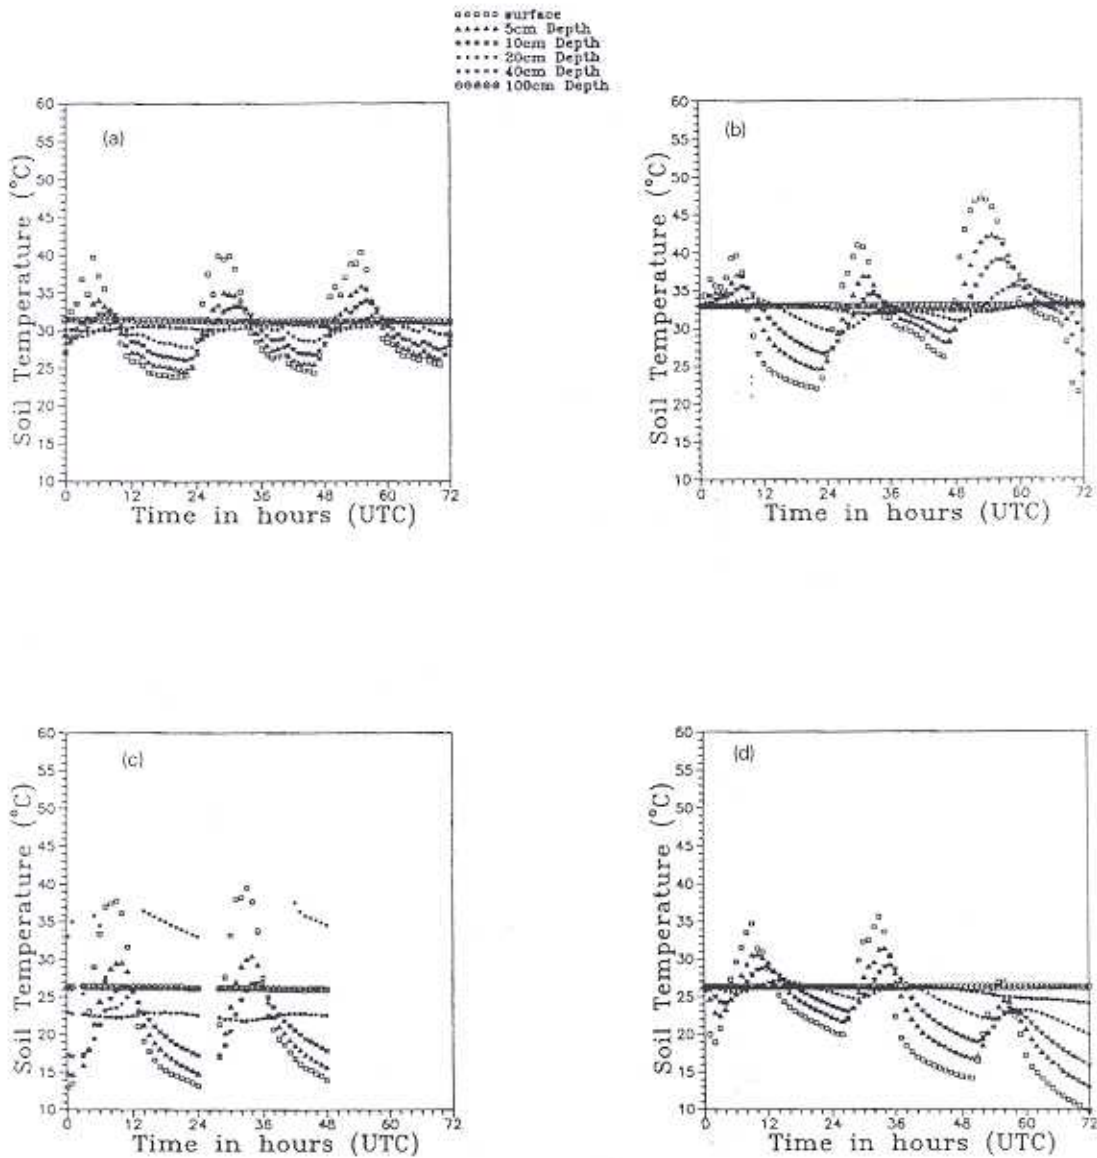 surface
5cm Depth
10cm Depth
20cm Depth
40cm Depth
100cm Depth
(a)
60
55
50
45
40
35
30
25
20
15
10
Soil Temperature (°C)
0 12 24 36 48 60 72
Time in hours (UTC)
(b)
60
55
50
45
40
35
30
25
20
15
10
Soil Temperature (°C)
0 12 24 36 48 60 72
Time in hours (UTC)
(c)
60
55
50
45
40
35
30
25
20
15
10
Soil Temperature (°C)
0 12 24 36 48 60 72
Time in hours (UTC)
(d)
60
55
50
45
40
35
30
25
20
15
10
Soil Temperature (°C)
0 12 24 36 48 60 72
Time in hours (UTC)